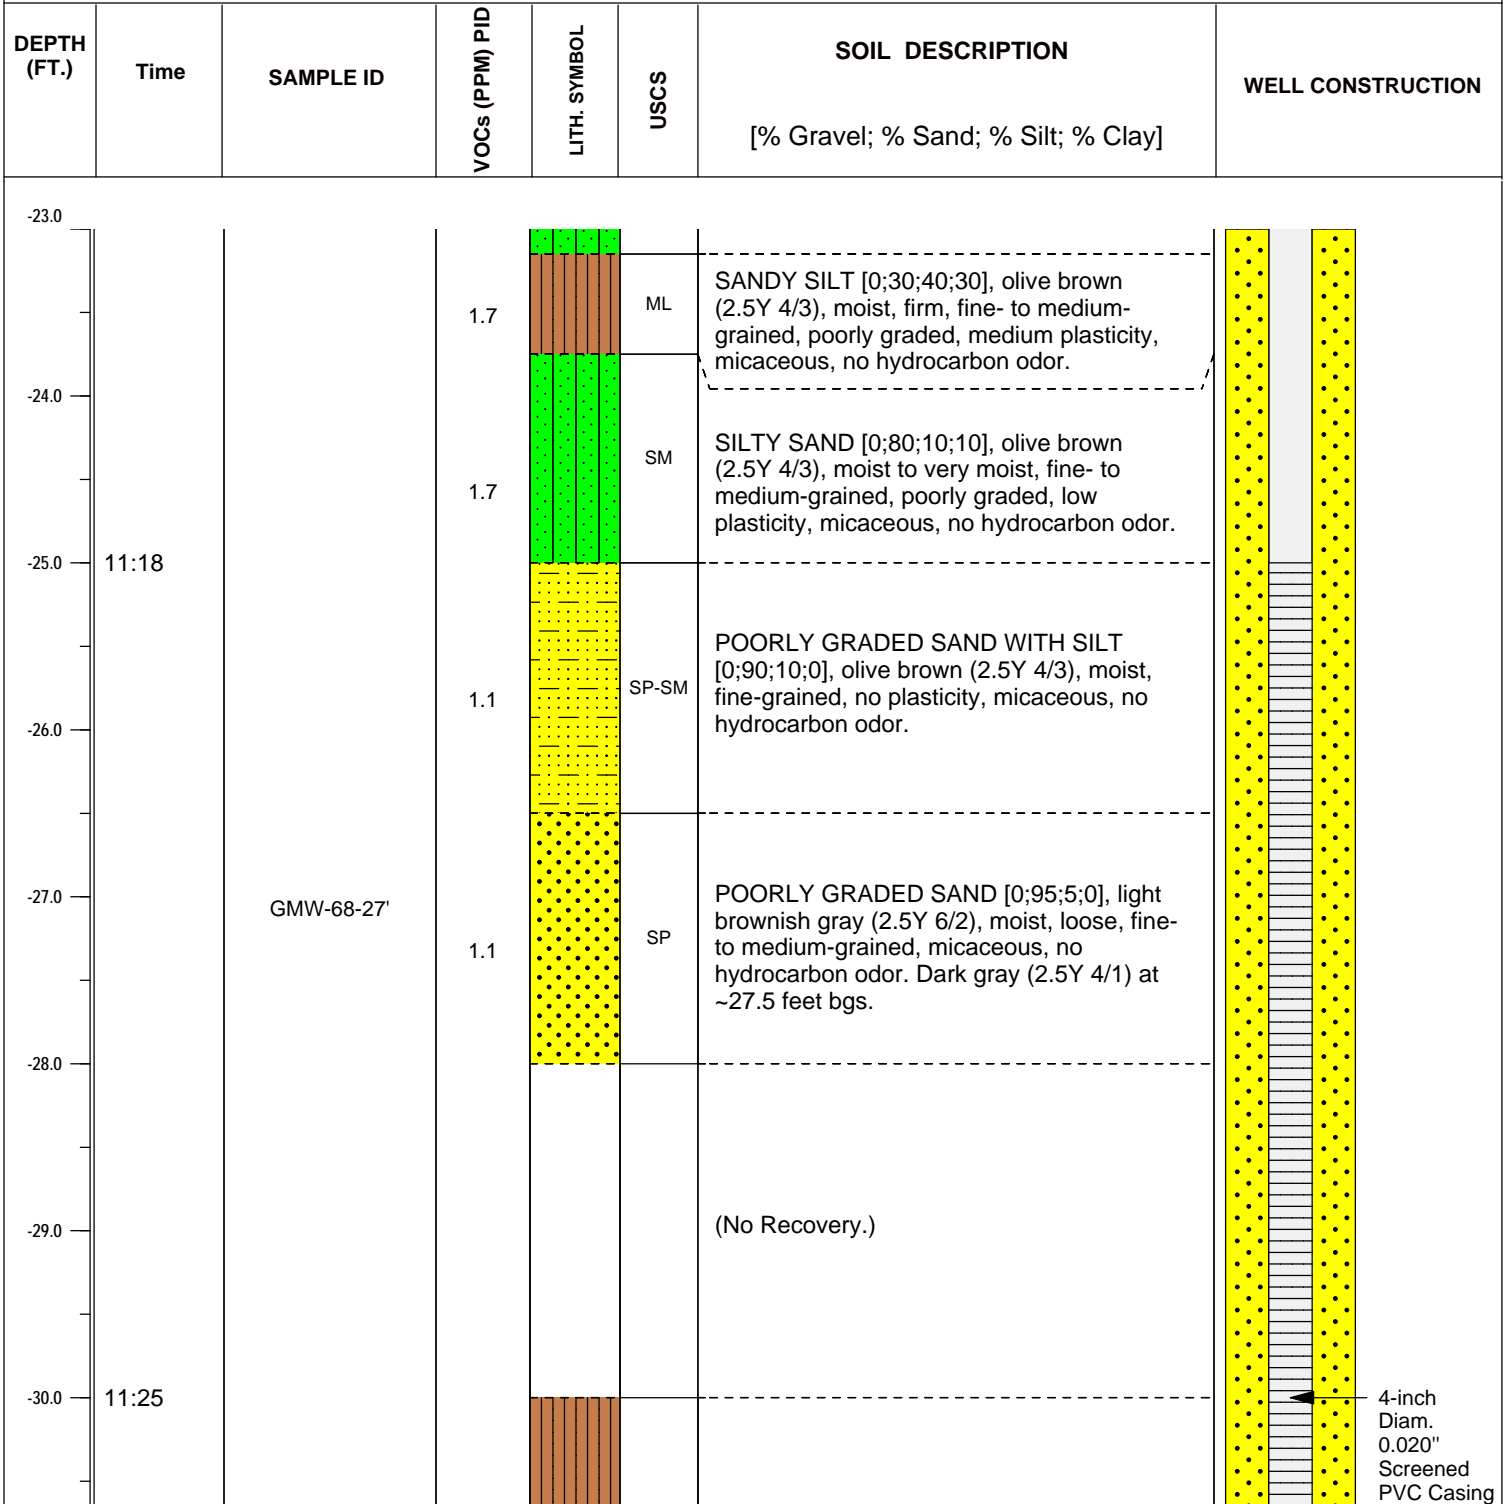 DEPTH
(FT.)
Time
SAMPLE ID
VOCs (PPM) PID
LITH. SYMBOL
USCS
SOIL DESCRIPTION
[% Gravel; % Sand; % Silt; % Clay]
WELL CONSTRUCTION
-23.0
1.7
ML
SANDY SILT [0;30;40;30], olive brown
(2.5Y 4/3), moist, firm, fine- to medium-
grained, poorly graded, medium plasticity,
micaceous, no hydrocarbon odor.
-24.0
1.7
SM
SILTY SAND [0;80;10;10], olive brown
(2.5Y 4/3), moist to very moist, fine- to
medium-grained, poorly graded, low
plasticity, micaceous, no hydrocarbon odor.
-25.0
11:18
1.1
SP-SM
POORLY GRADED SAND WITH SILT
[0;90;10;0], olive brown (2.5Y 4/3), moist,
fine-grained, no plasticity, micaceous, no
hydrocarbon odor.
-26.0
-27.0
GMW-68-27'
1.1
SP
POORLY GRADED SAND [0;95;5;0], light
brownish gray (2.5Y 6/2), moist, loose, fine-
to medium-grained, micaceous, no
hydrocarbon odor. Dark gray (2.5Y 4/1) at
~27.5 feet bgs.
-28.0
-29.0
(No Recovery.)
-30.0
11:25
4-inch
Diam.
0.020"
Screened
PVC Casing